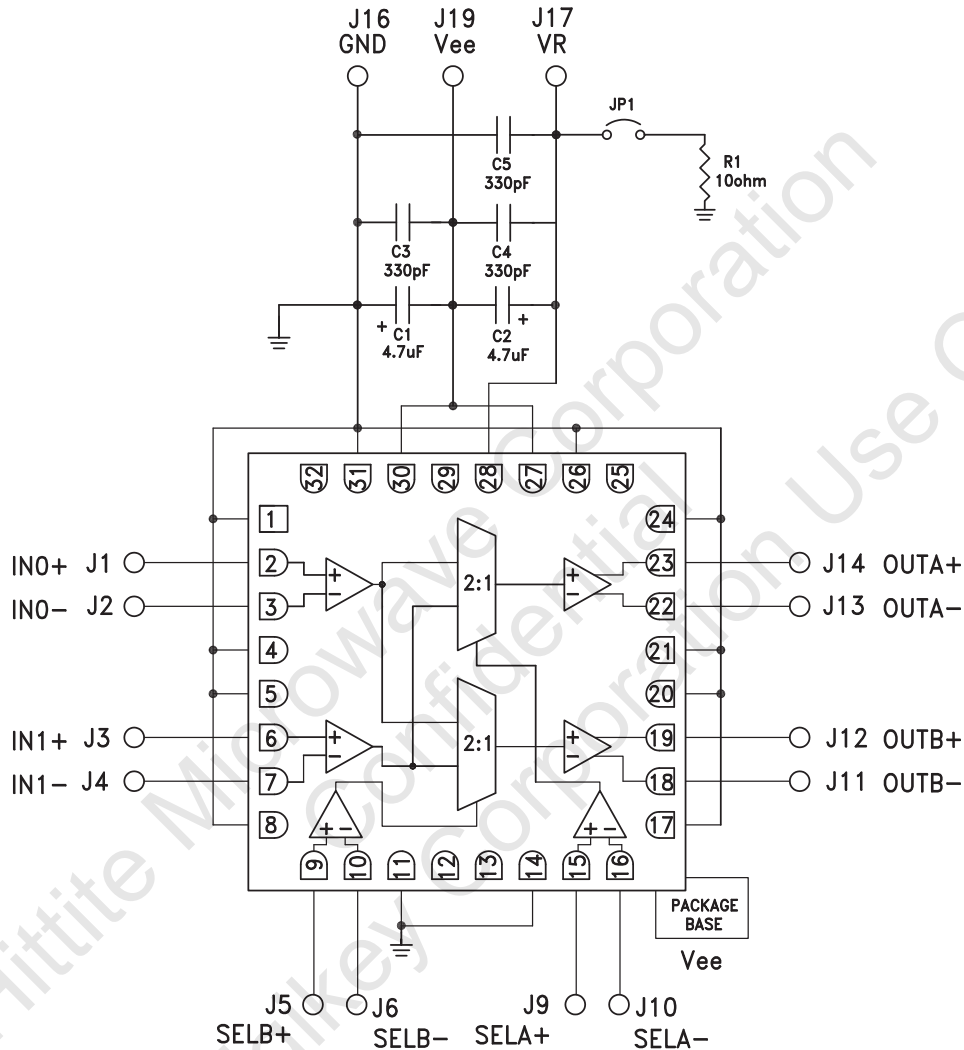 J16 J19 J17
GND Vee VR
JP1
C5
330pF
R1
10ohm
C3
330pF
C4
330pF
+ C1
4.7uF
C2 +
4.7uF
32 31 30 29 28 27 26 25
1 24
2 23
3 22
4 21
5 20
6 19
7 18
8 17
9 10 11 12 13 14 15 16
IN0+ J1
IN0- J2
IN1+ J3
IN1- J4
+
-
2:1
+
-
+
-
2:1
+
-
+ -
+ -
J14 OUTA+
J13 OUTA-
J12 OUTB+
J11 OUTB-
PACKAGE
BASE
Vee
J5 J6 J9 J10
SELB+ SELB- SELA+ SELA-
Hittite Microwave Corporation
Confidential
Corporation Use